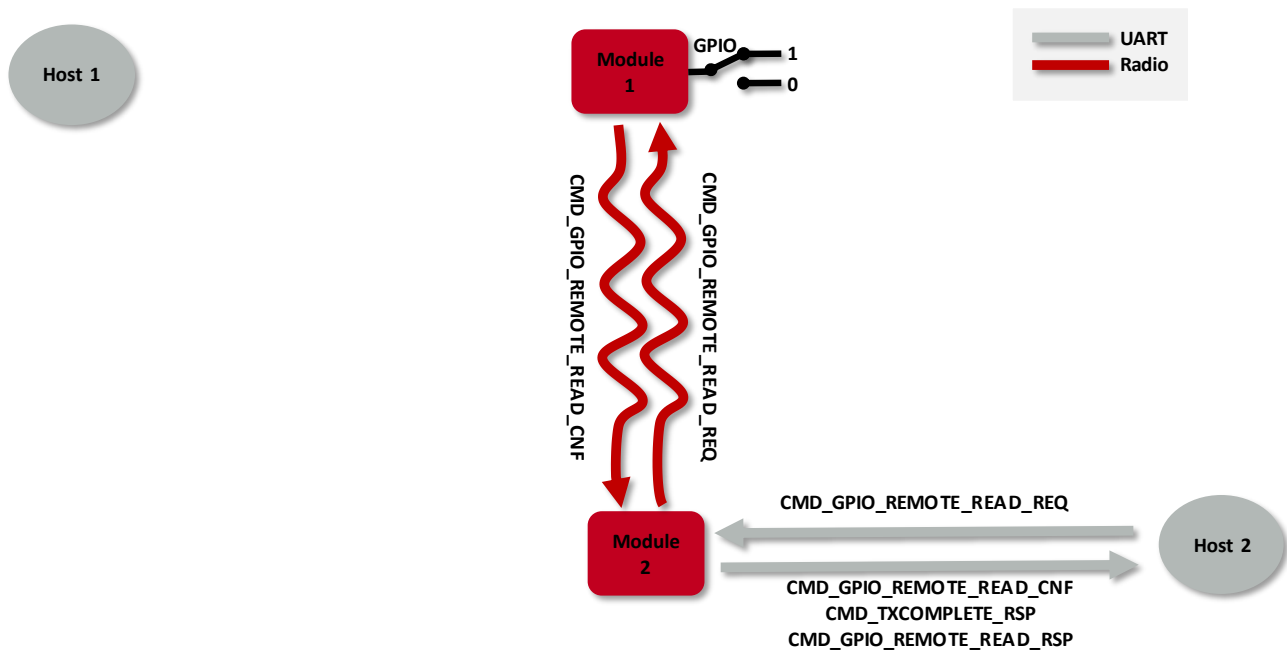 Host 1
Module
1
GPIO
1
0
UART
Radio
CMD_GPIO_REMOTE_READ_CNF
CMD_GPIO_REMOTE_READ_REQ
CMD_GPIO_REMOTE_READ_REQ
Module
2
Host 2
CMD_GPIO_REMOTE_READ_CNF
CMD_TXCOMPLETE_RSP
CMD_GPIO_REMOTE_READ_RSP